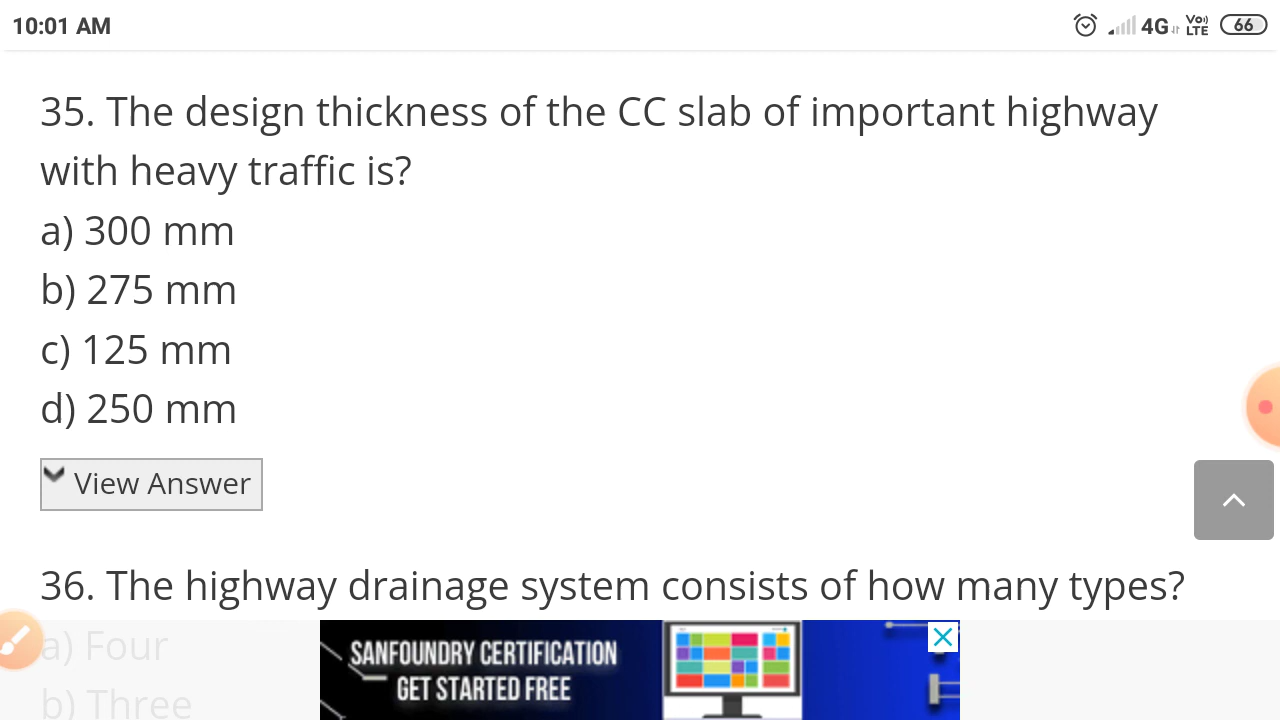 10:01 AM
4G Vo) LTE 66
35. The design thickness of the CC slab of important highway
with heavy traffic is?
a) 300 mm
b) 275 mm
c) 125 mm
d) 250 mm
View Answer
36. The highway drainage system consists of how many types?
a) Four
b) Three
SANFOUNDRY CERTIFICATION
GET STARTED FREE